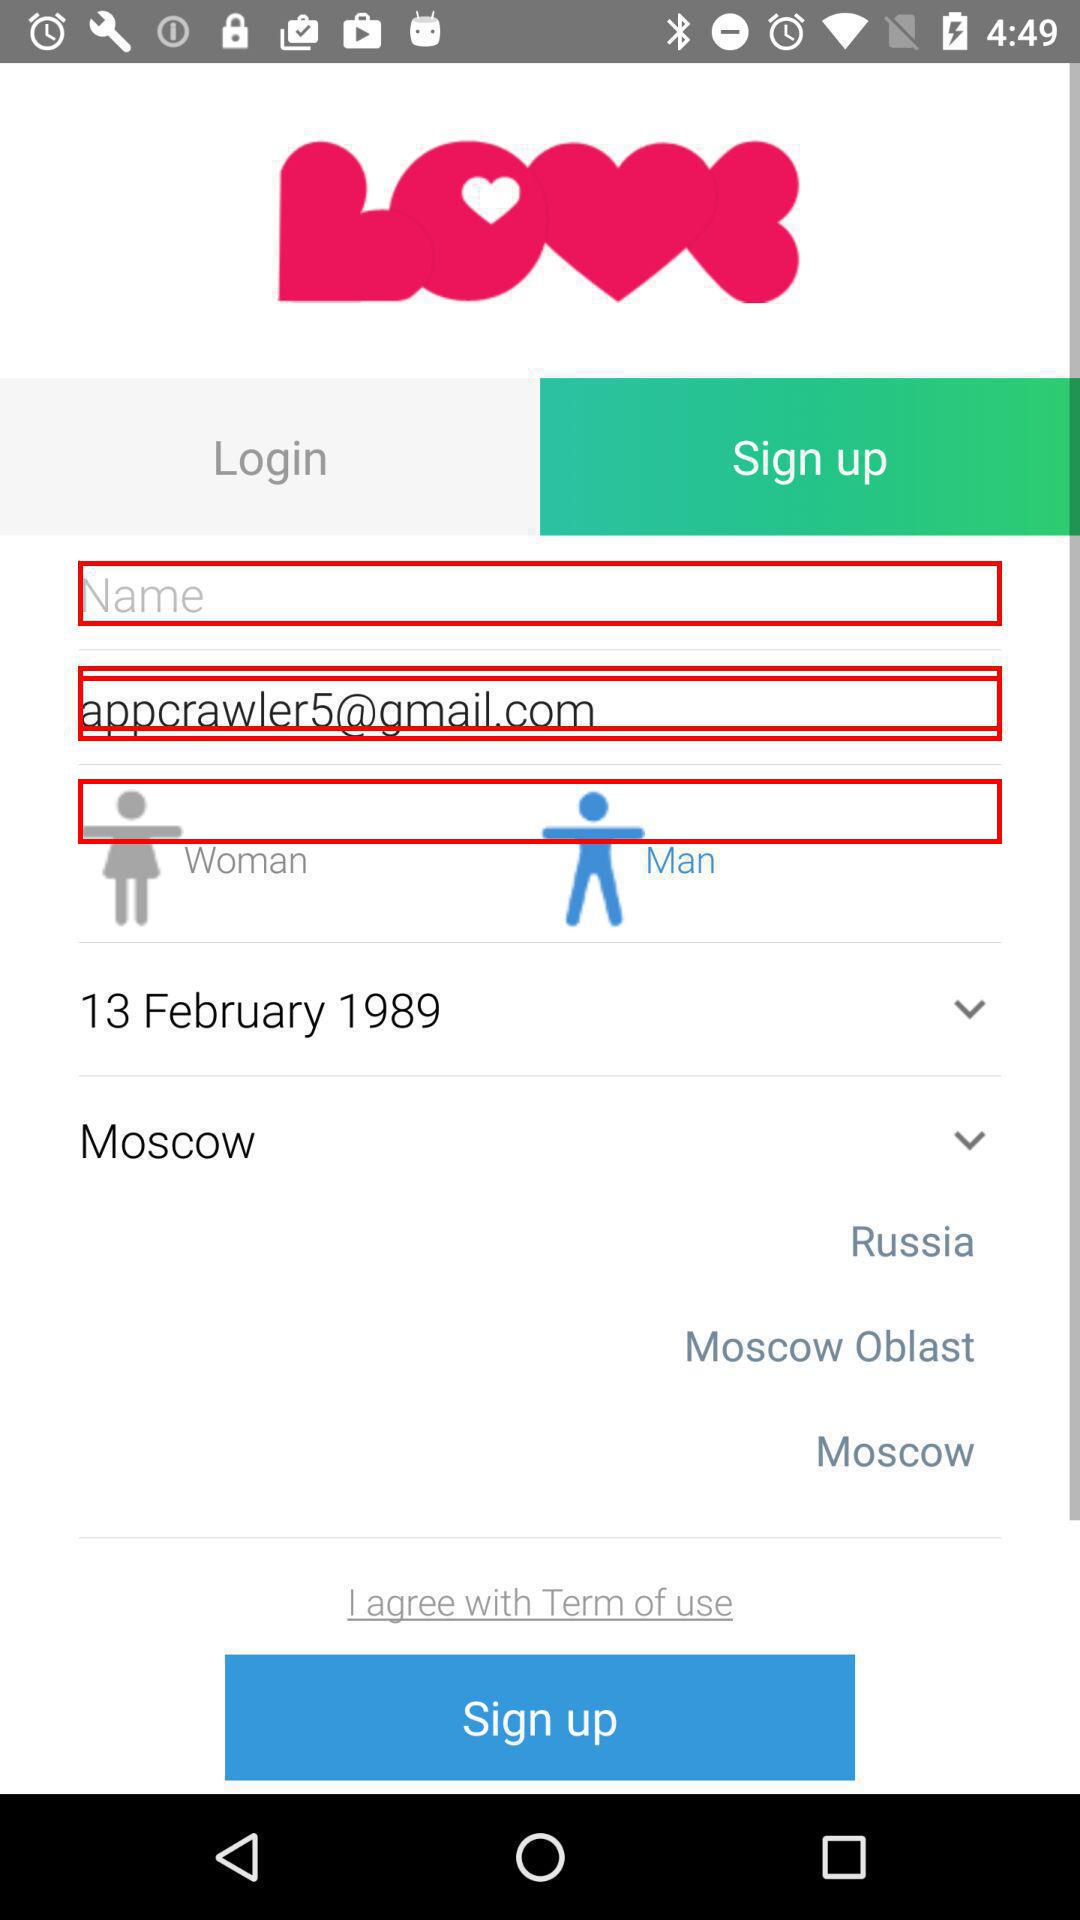 4:49
LOVE
Login
Sign up
Name
appcrawler5@gmail.com
Woman
Man
13 February 1989
Moscow
Russia
Moscow Oblast
Moscow
I agree with Term of use
Sign up